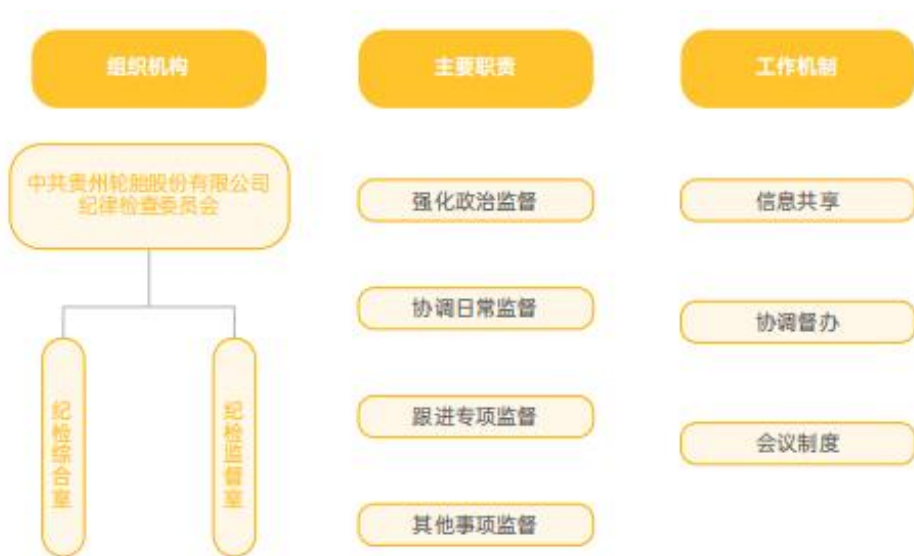 组织机构
主要职责
工作机制
中共贵州轮胎股份有限公司
纪律检查委员会
纪检综合室
纪检监督室
强化政治监督
协调日常监督
跟进专项监督
其他事项监督
信息共享
协调督办
会议制度